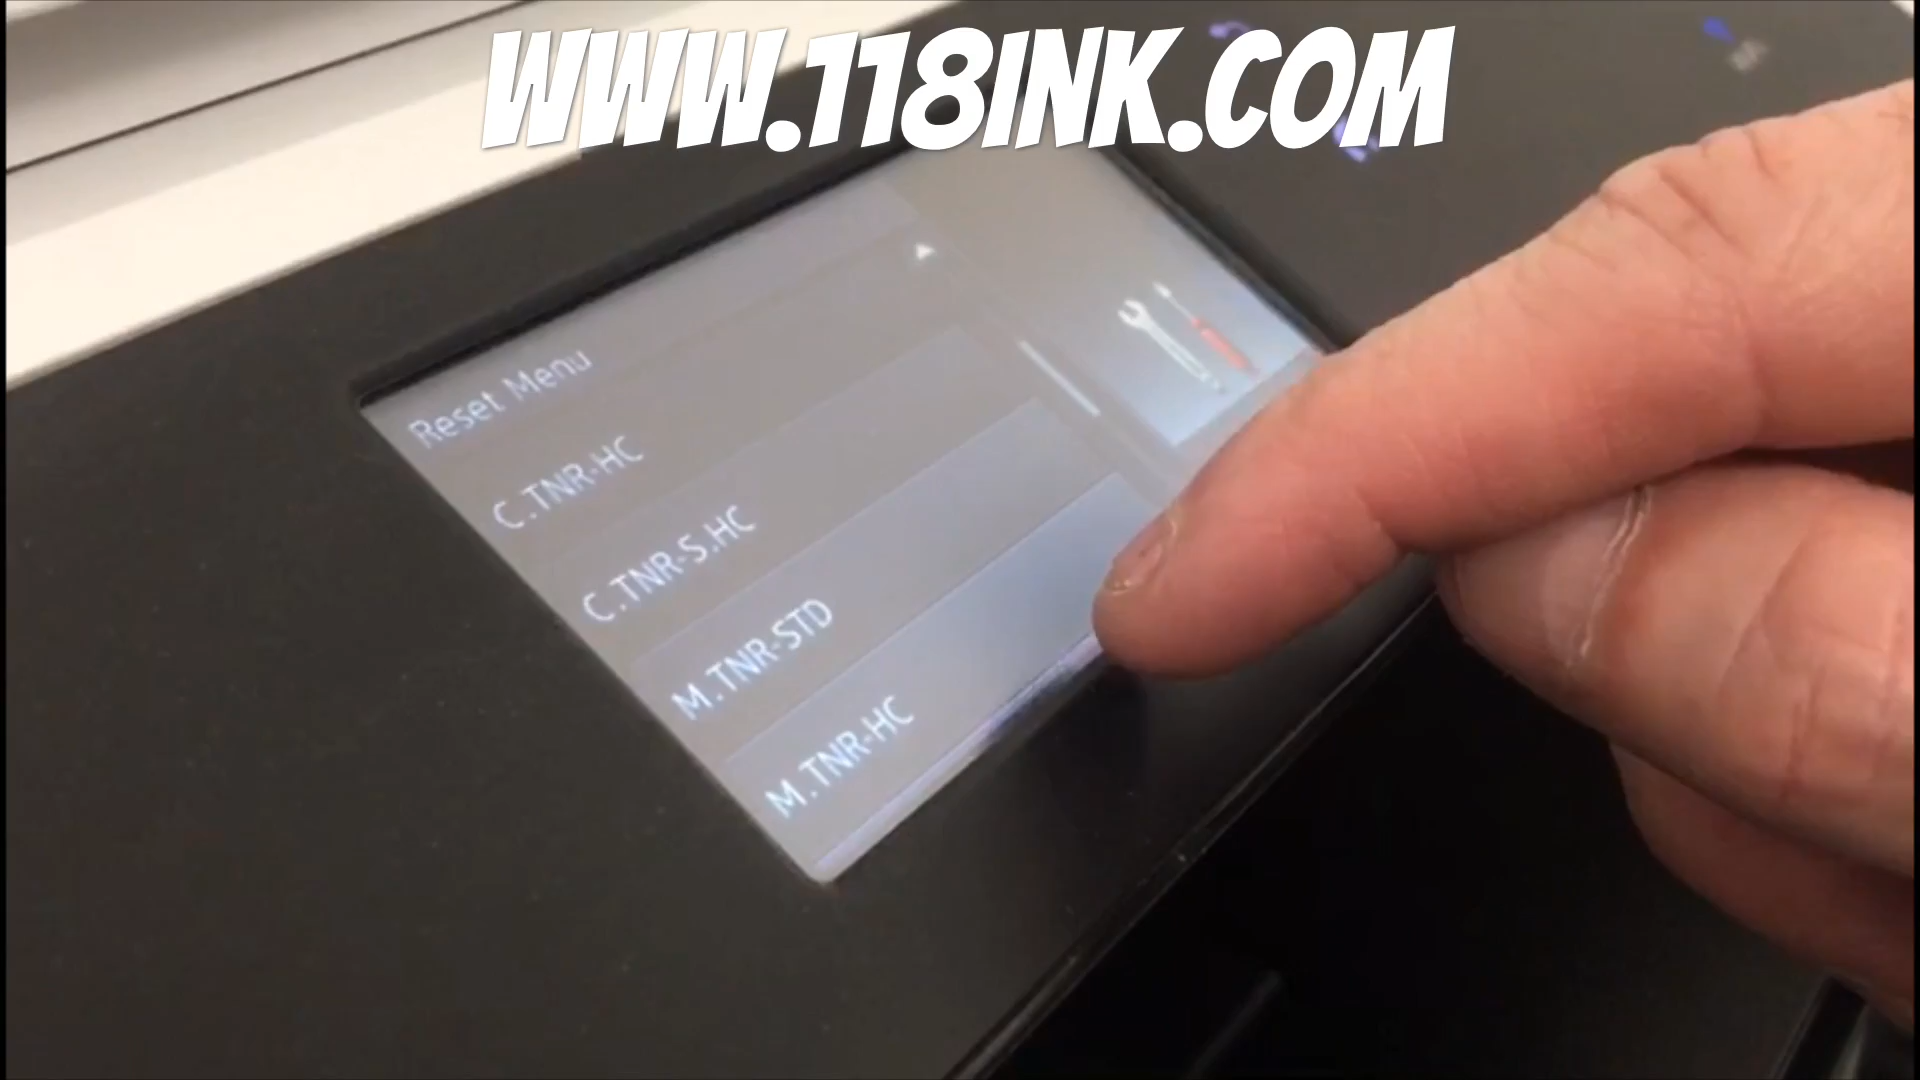 WWW.118INK.COM
Reset Menu
C.TNR-HC
C.TNR-S.HC
M.TNR-STD
M.TNR-HC